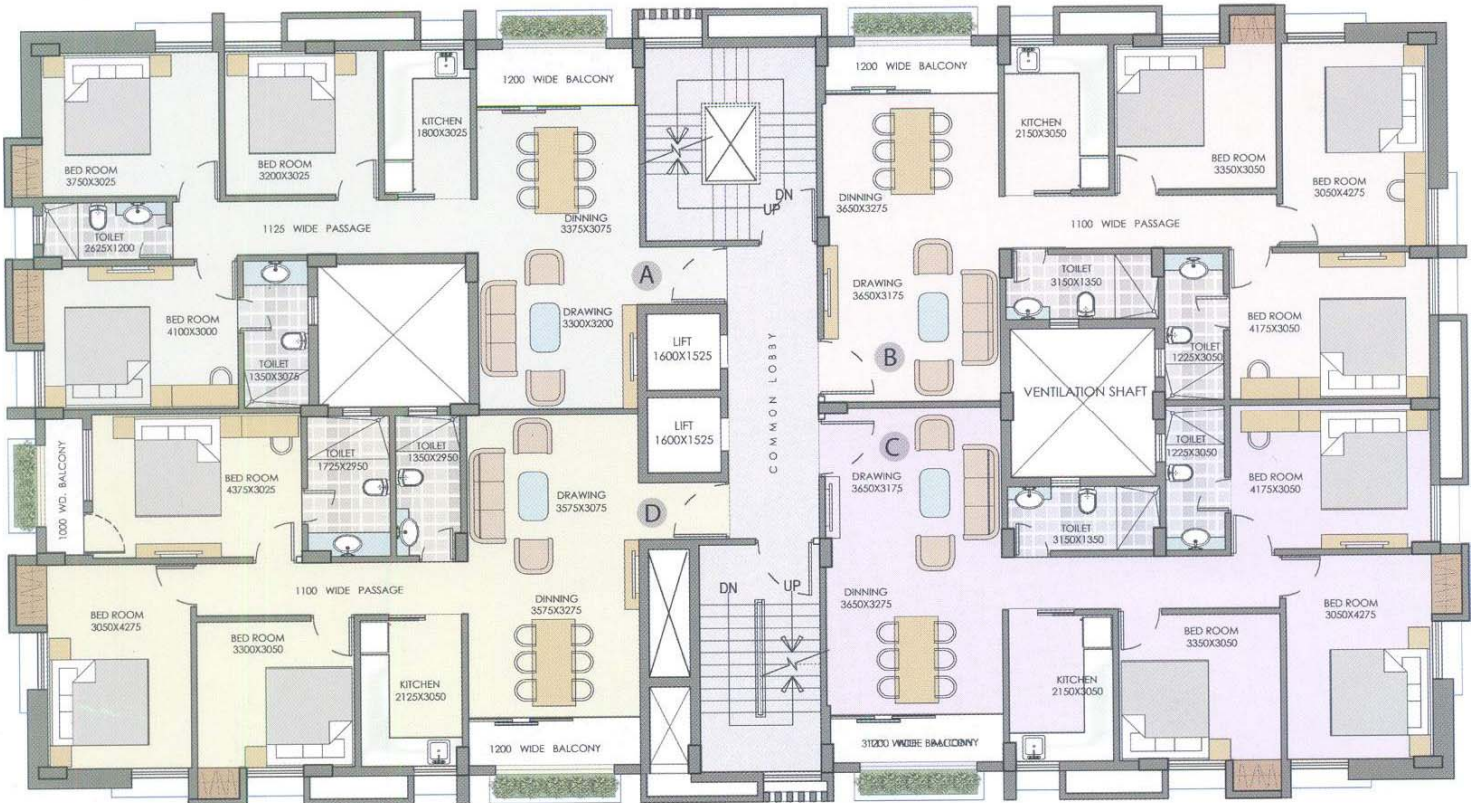 1200 WIDE BALCONY
KITCHEN
1800X3025
BED ROOM
3750X3025
BED ROOM
3200X3025
DINNING
3375X3075
TOILET
2625X1200
1125 WIDE PASSAGE
BED ROOM
4100X3000
TOILET
1350X3075
DRAWING
3300X3200
A
DN
UP
LIFT
1600X1525
LIFT
1600X1525
COMMON LOBBY
1200 WIDE BALCONY
KITCHEN
2150X3050
BED ROOM
3350X3050
BED ROOM
3050X4275
DINNING
3650X3275
1100 WIDE PASSAGE
TOILET
3150X1350
DRAWING
3650X3175
B
TOILET
1225X3050
BED ROOM
4175X3050
VENTILATION SHAFT
1000 WD. BALCONY
BED ROOM
4375X3025
TOILET
1725X2950
TOILET
1350X2950
DRAWING
3575X3075
D
1100 WIDE PASSAGE
BED ROOM
3050X4275
BED ROOM
3300X3050
KITCHEN
2125X3050
DINNING
3575X3275
1200 WIDE BALCONY
DN
UP
C
DRAWING
3650X3175
TOILET
1225X3050
BED ROOM
4175X3050
TOILET
3150X1350
DINNING
3650X3275
KITCHEN
2150X3050
BED ROOM
3350X3050
BED ROOM
3050X4275